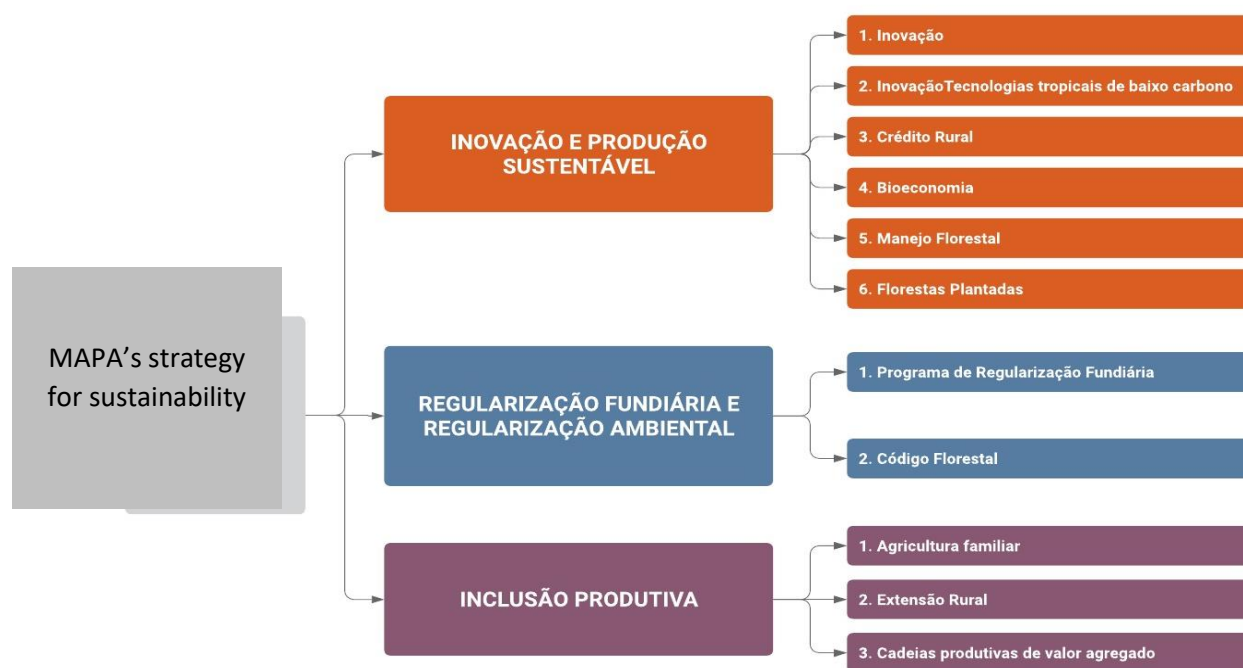 MAPA’s strategy
for sustainability
INOVAÇÃO E PRODUÇÃO
SUSTENTÁVEL
1. Inovação
2. InovaçãoTecnologias tropicais de baixo carbono
3. Crédito Rural
4. Bioeconomia
5. Manejo Florestal
6. Florestas Plantadas
REGULARIZAÇÃO FUNDIÁRIA E
REGULARIZAÇÃO AMBIENTAL
1. Programa de Regularização Fundiária
2. Código Florestal
INCLUSÃO PRODUTIVA
1. Agricultura familiar
2. Extensão Rural
3. Cadeias produtivas de valor agregado